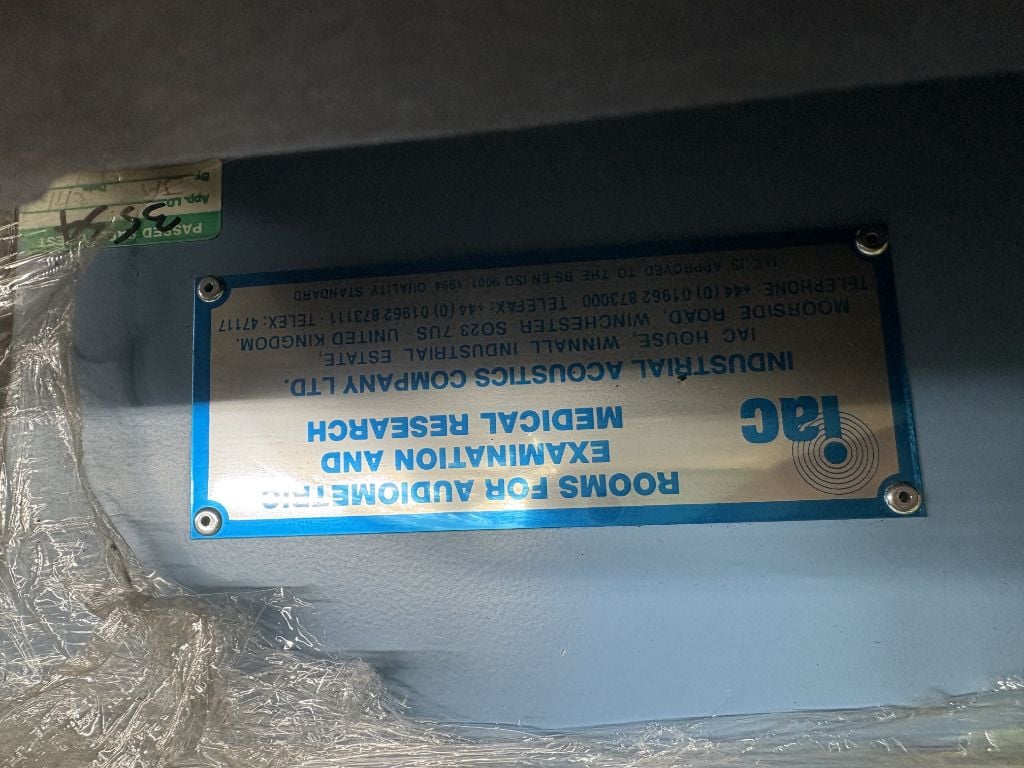 iac
ROOMS FOR AUDIOMETRIC
EXAMINATION AND
MEDICAL RESEARCH
INDUSTRIAL ACOUSTICS COMPANY LTD.
IAC HOUSE, WINNALL INDUSTRIAL ESTATE,
MOORSIDE ROAD, WINCHESTER SO23 7US UNITED KINGDOM.
TELEPHONE: +44 (0) 01962 873000 TELEFAX: +44 (0) 01962 873111 TELEX: 47117
IAC IS APPROVED TO THE BS EN ISO 9001 1994 QUALITY STANDARD
PASSED
App.
By.